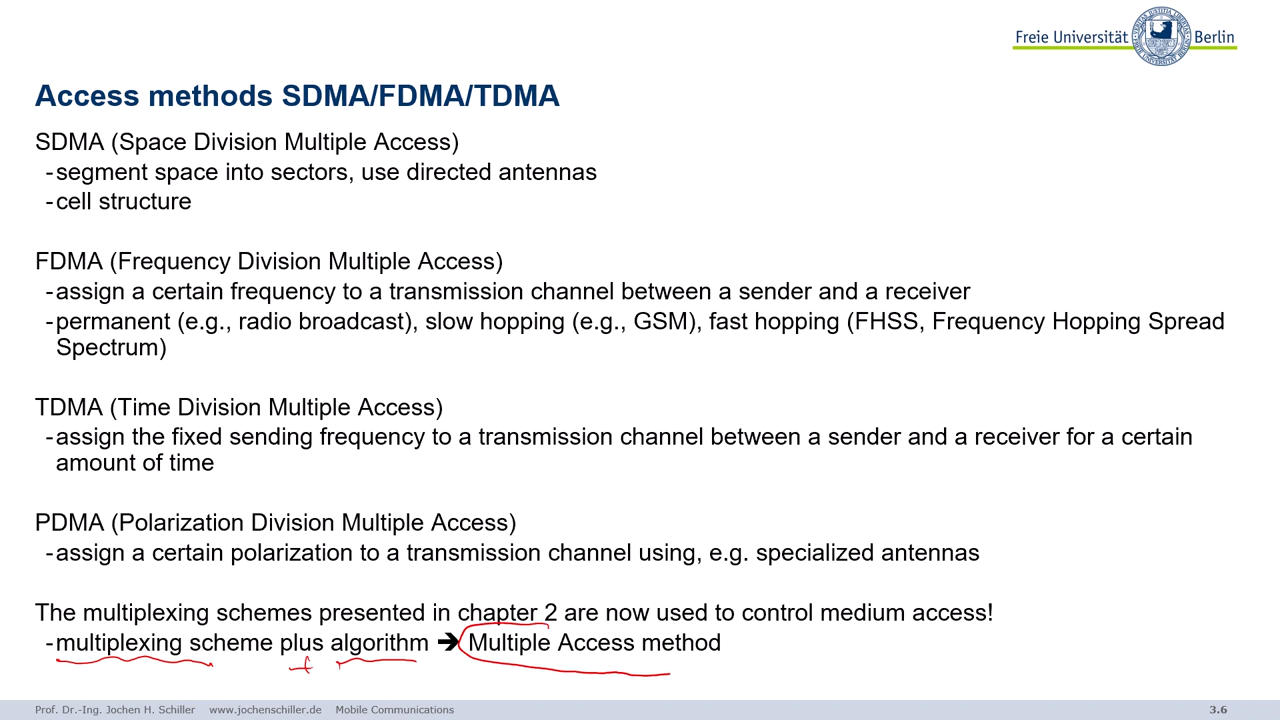 Freie Universität Berlin
Access methods SDMA/FDMA/TDMA
SDMA (Space Division Multiple Access)
-segment space into sectors, use directed antennas
-cell structure
FDMA (Frequency Division Multiple Access)
-assign a certain frequency to a transmission channel between a sender and a receiver
-permanent (e.g., radio broadcast), slow hopping (e.g., GSM), fast hopping (FHSS, Frequency Hopping Spread
Spectrum)
TDMA (Time Division Multiple Access)
-assign the fixed sending frequency to a transmission channel between a sender and a receiver for a certain
amount of time
PDMA (Polarization Division Multiple Access)
-assign a certain polarization to a transmission channel using, e.g. specialized antennas
The multiplexing schemes presented in chapter 2 are now used to control medium access!
-multiplexing scheme plus algorithm 🡺 Multiple Access method
+
Prof. Dr.-Ing. Jochen H. Schiller www.jochenschiller.de Mobile Communications 3.6